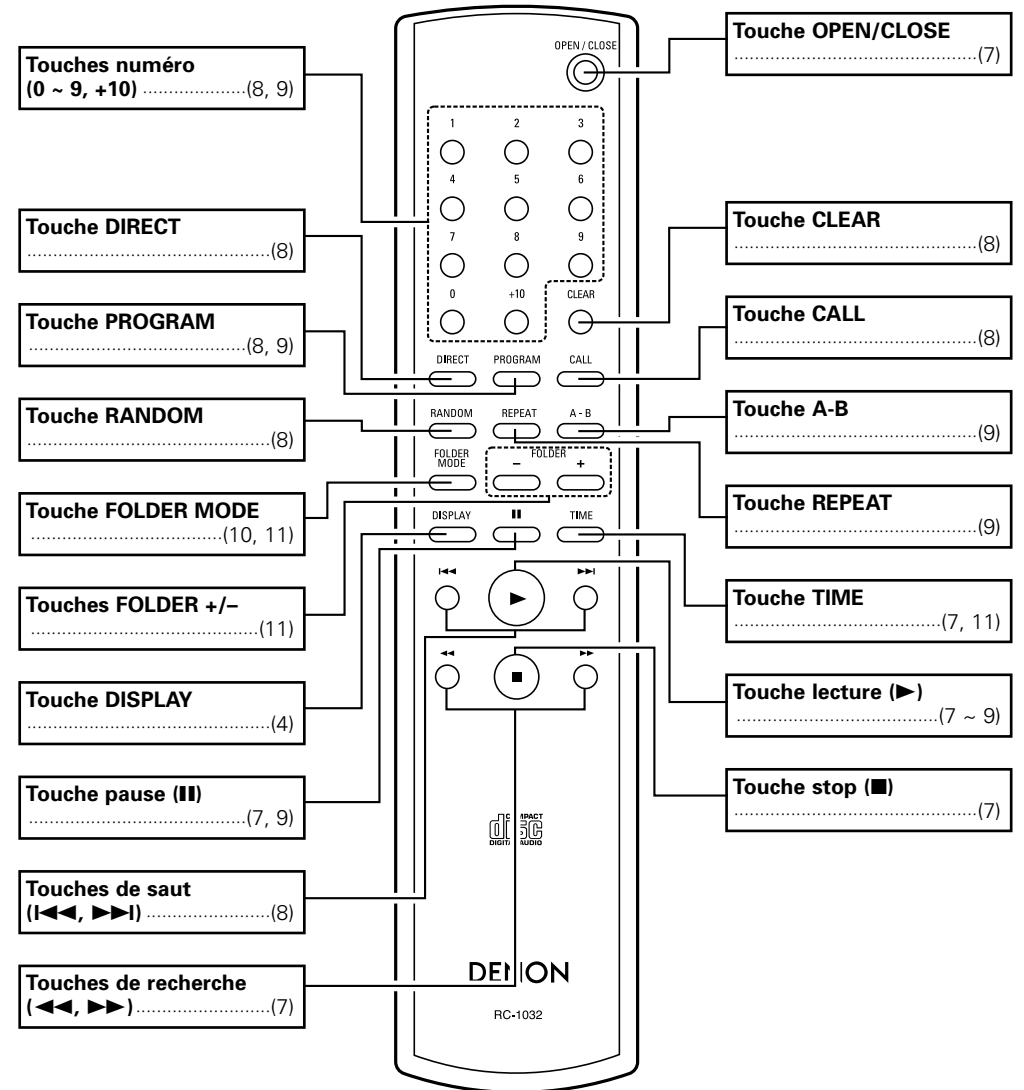 Touches numéro
(0 ~ 9, +10) ....................(8, 9)
Touche DIRECT
..............................................(8)
Touche PROGRAM
.........................................(8, 9)
Touche RANDOM
..............................................(8)
Touche FOLDER MODE
....................................(10, 11)
Touches FOLDER +/–
...........................................(11)
Touche DISPLAY
..............................................(4)
Touche pause (II)
.........................................(7, 9)
Touches de saut
(I◄◄, ►►I) .......................(8)
Touches de recherche
(◄◄, ►►) .........................(7)
OPEN / CLOSE
1 2 3
4 5 6
7 8 9
0 +10 CLEAR
DIRECT PROGRAM CALL
RANDOM REPEAT A - B
FOLDER
MODE
– FOLDER +
DISPLAY II TIME
I◄◄ ► ►►I
◄◄ ■ ►►
COMPACT
disc
DIGITAL AUDIO
DENON
RC-1032
Touche OPEN/CLOSE
..............................................(7)
Touche CLEAR
..............................................(8)
Touche CALL
..............................................(8)
Touche A-B
..............................................(9)
Touche REPEAT
..............................................(9)
Touche TIME
.......................................(7, 11)
Touche lecture (►)
......................................(7 ~ 9)
Touche stop (■)
..............................................(7)